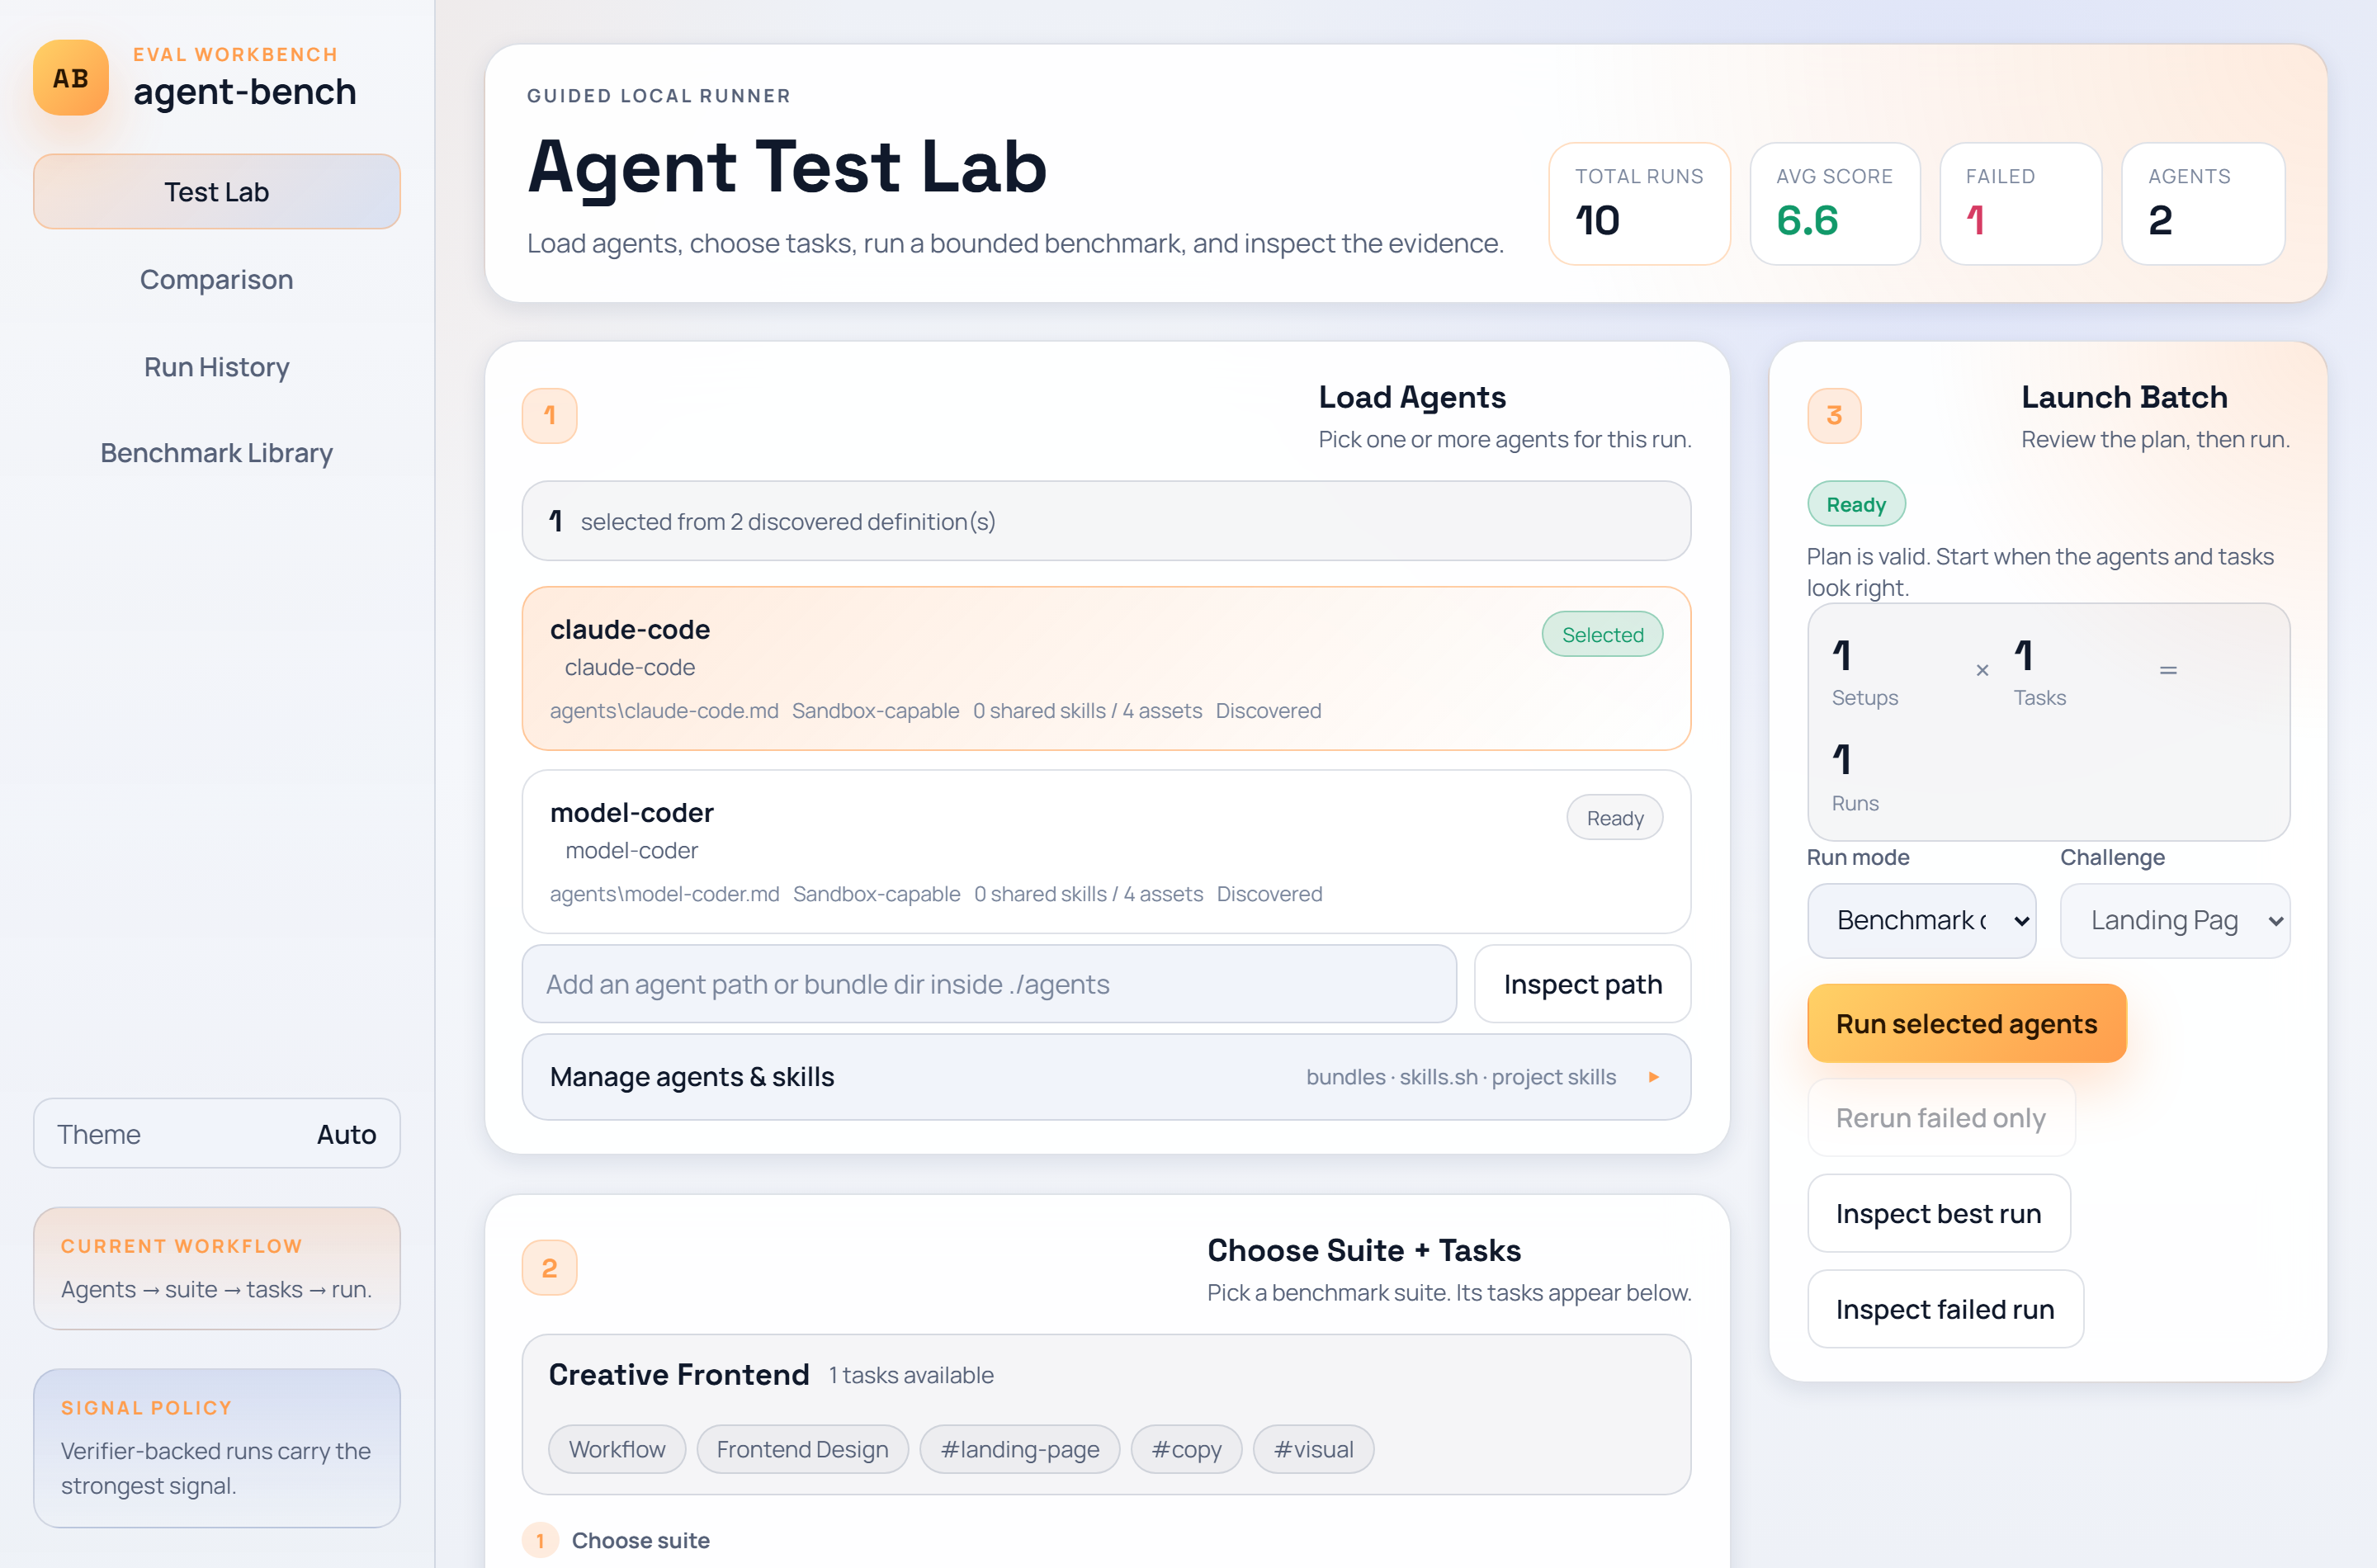 AB
EVAL WORKBENCH
agent-bench
Test Lab
Comparison
Run History
Benchmark Library
Theme Auto
CURRENT WORKFLOW
Agents → suite → tasks → run.
SIGNAL POLICY
Verifier-backed runs carry the
strongest signal.
GUIDED LOCAL RUNNER
Agent Test Lab
Load agents, choose tasks, run a bounded benchmark, and inspect the evidence.
TOTAL RUNS
10
AVG SCORE
6.6
FAILED
1
AGENTS
2
1
Load Agents
Pick one or more agents for this run.
1 selected from 2 discovered definition(s)
claude-code
Selected
claude-code
agents\claude-code.md Sandbox-capable 0 shared skills / 4 assets Discovered
model-coder
Ready
model-coder
agents\model-coder.md Sandbox-capable 0 shared skills / 4 assets Discovered
Add an agent path or bundle dir inside ./agents
Inspect path
Manage agents & skills
bundles · skills.sh · project skills
2
Choose Suite + Tasks
Pick a benchmark suite. Its tasks appear below.
Creative Frontend 1 tasks available
Workflow Frontend Design #landing-page #copy #visual
1 Choose suite
3
Launch Batch
Review the plan, then run.
Ready
Plan is valid. Start when the agents and tasks
look right.
1 × 1 =
Setups Tasks
1
Runs
Run mode Challenge
Benchmark Landing Pag
Run selected agents
Rerun failed only
Inspect best run
Inspect failed run